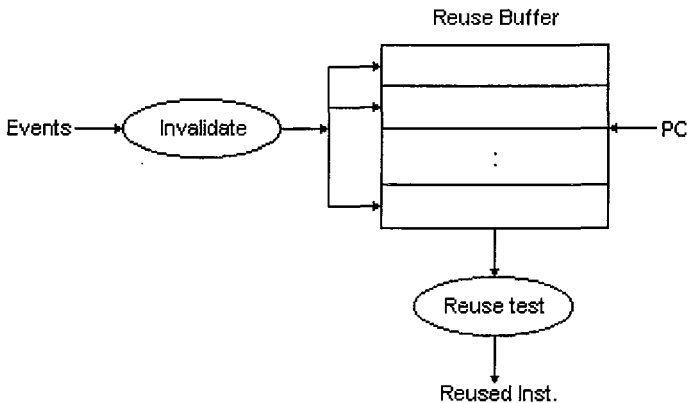 Reuse Buffer
Events
Invalidate
PC
:
Reuse test
Reused Inst.